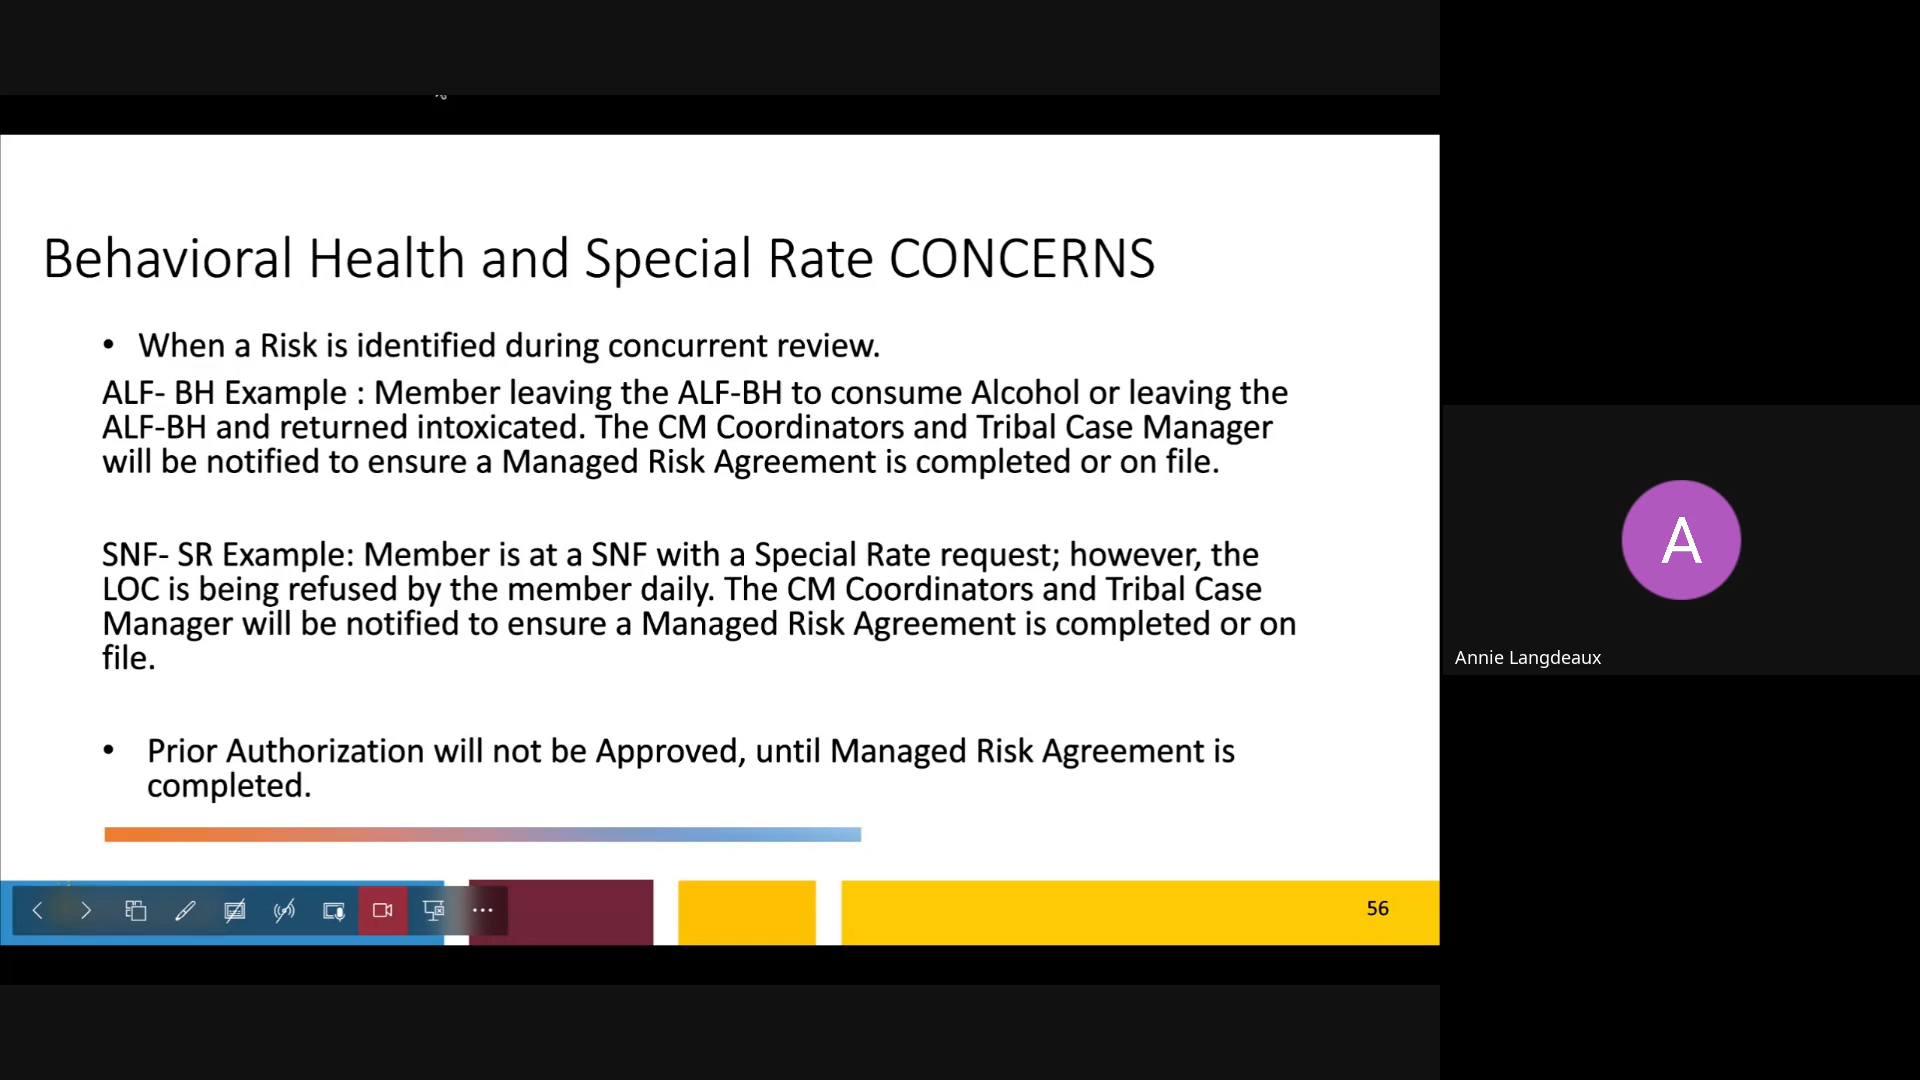 Behavioral Health and Special Rate CONCERNS
• When a Risk is identified during concurrent review.
ALF- BH Example : Member leaving the ALF-BH to consume Alcohol or leaving the
ALF-BH and returned intoxicated. The CM Coordinators and Tribal Case Manager
will be notified to ensure a Managed Risk Agreement is completed or on file.
SNF- SR Example: Member is at a SNF with a Special Rate request; however, the
LOC is being refused by the member daily. The CM Coordinators and Tribal Case
Manager will be notified to ensure a Managed Risk Agreement is completed or on
file.
• Prior Authorization will not be Approved, until Managed Risk Agreement is
completed.
56
A
Annie Langdeaux